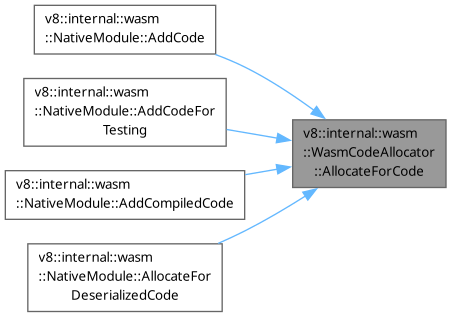 v8::internal::wasm
::NativeModule::AddCode
v8::internal::wasm
::NativeModule::AddCodeFor
Testing
v8::internal::wasm
::WasmCodeAllocator
::AllocateForCode
v8::internal::wasm
::NativeModule::AddCompiledCode
v8::internal::wasm
::NativeModule::AllocateFor
DeserializedCode